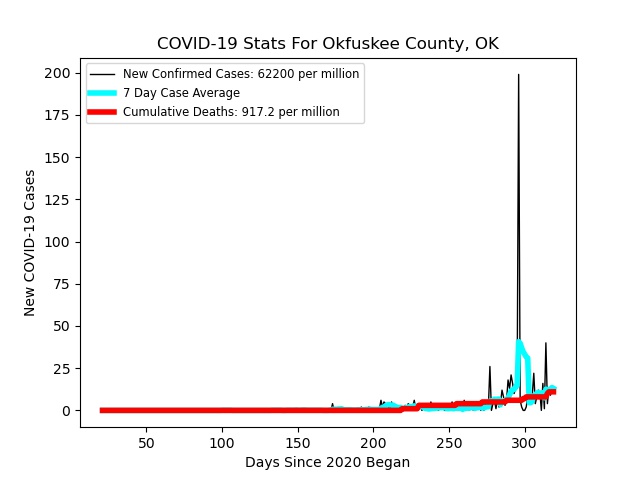 COVID-19 Stats For Okfuskee County, OK
New Confirmed Cases: 62200 per million
7 Day Case Average
Cumulative Deaths: 917.2 per million
New COVID-19 Cases
200
175
150
125
100
75
50
25
0
50 100 150 200 250 300
Days Since 2020 Began